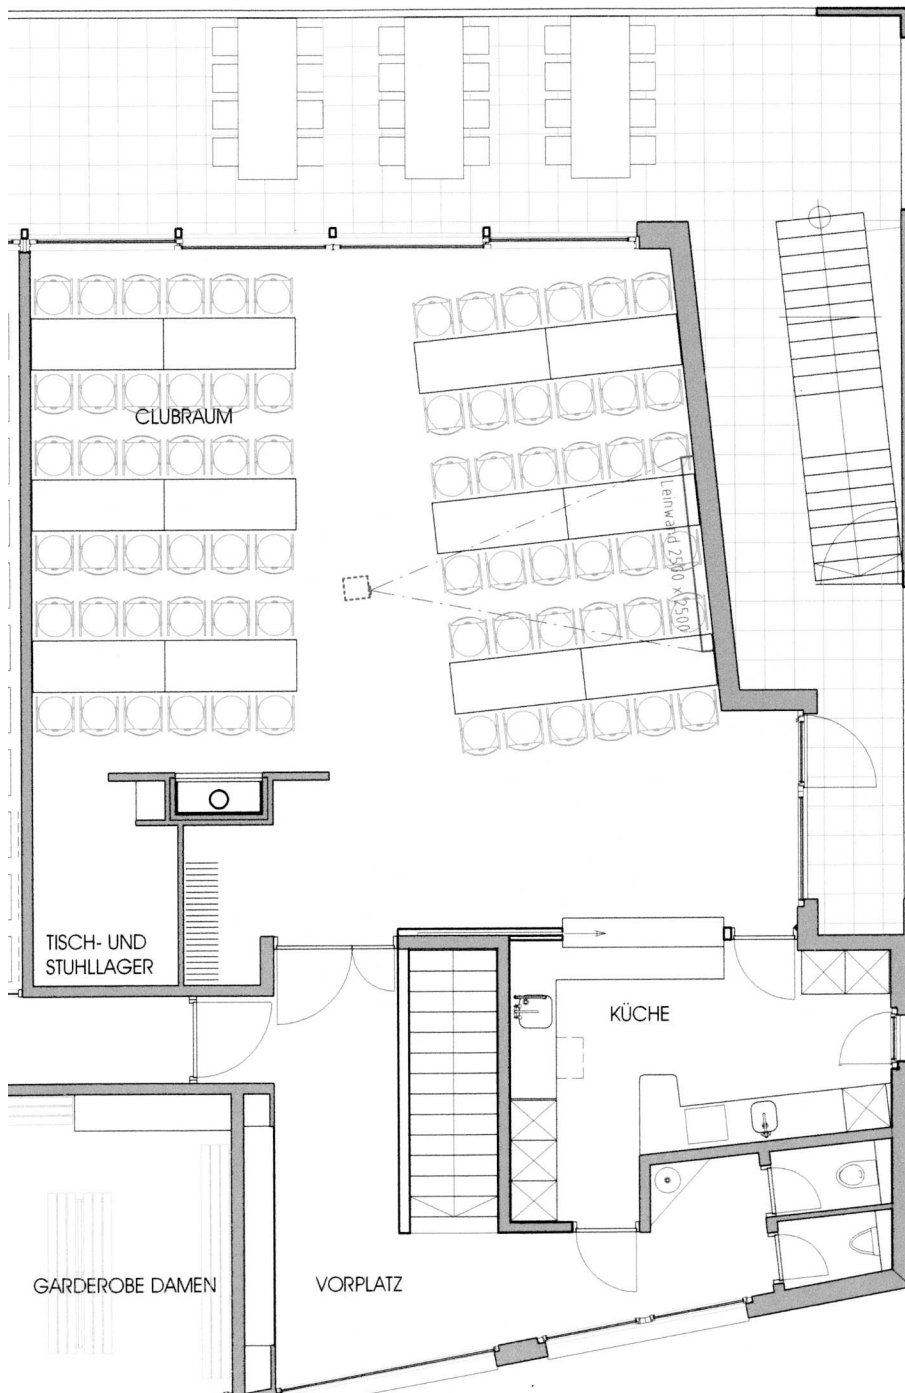 CLUBRAUM
Leinwand 2500 x 2500
TISCH- UND
STUHLLAGER
KÜCHE
GARDEROBE DAMEN
VORPLATZ